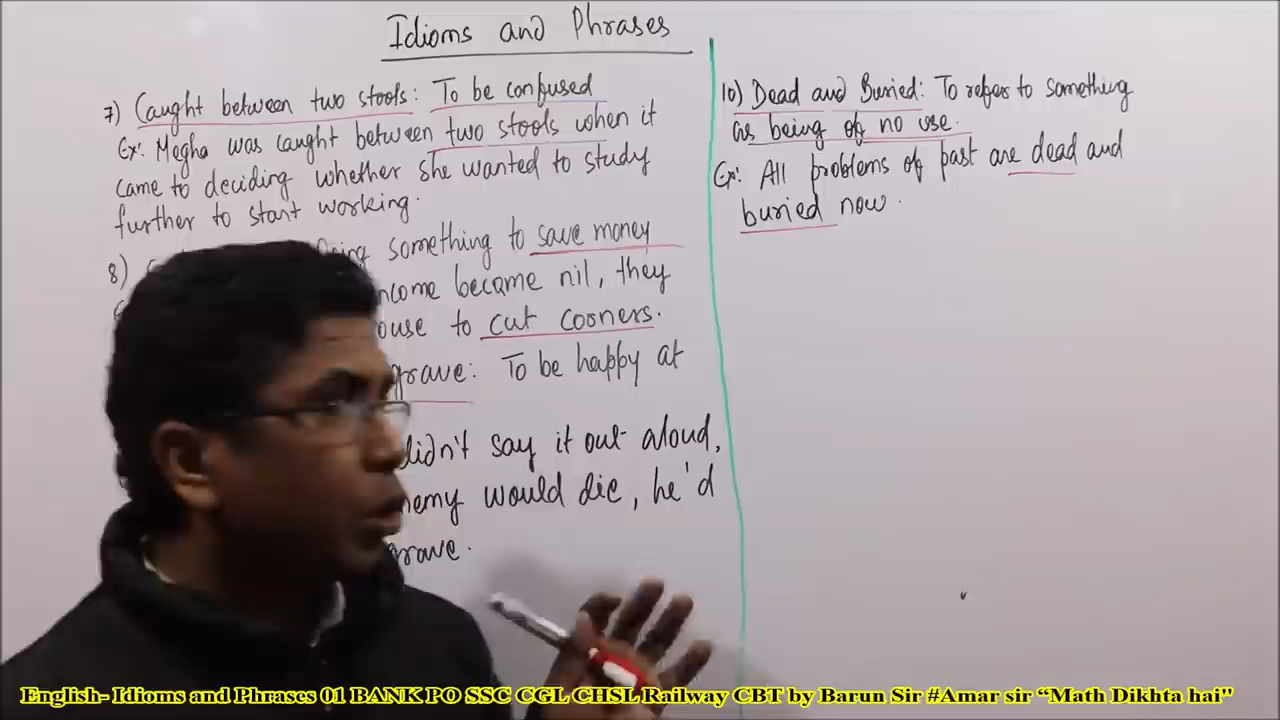 Idioms and Phrases
7) Caught between two stools: To be confused
Ex: Megha was caught between two stools when it
came to deciding whether she wanted to study
further to start working.
8) something to save money
income became nil, they
to cut cooners.
grave: To be happy at
didn't say it out aloud,
would die, he'd
grave.
10) Dead and Buried: To refer to something
as being of no use.
Ex: All problems of past are dead and
buried now.
English- Idioms and Phrases 01 BANK PO SSC CGL CHSL Railway CBT by Barun Sir #Amar sir “Math Dikhta hai"